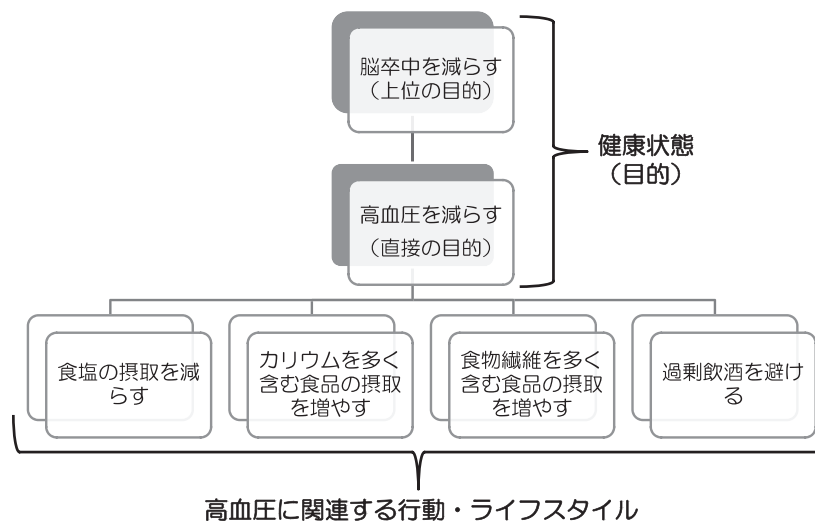 脳卒中を減らす
(上位の目的)
健康状態
(目的)
高血圧を減らす
(直接の目的)
食塩の摂取を減
らす
カリウムを多く
含む食品の摂取
を増やす
食物繊維を多く
含む食品の摂取
を増やす
過剰飲酒を避け
る
高血圧に関連する行動・ライフスタイル